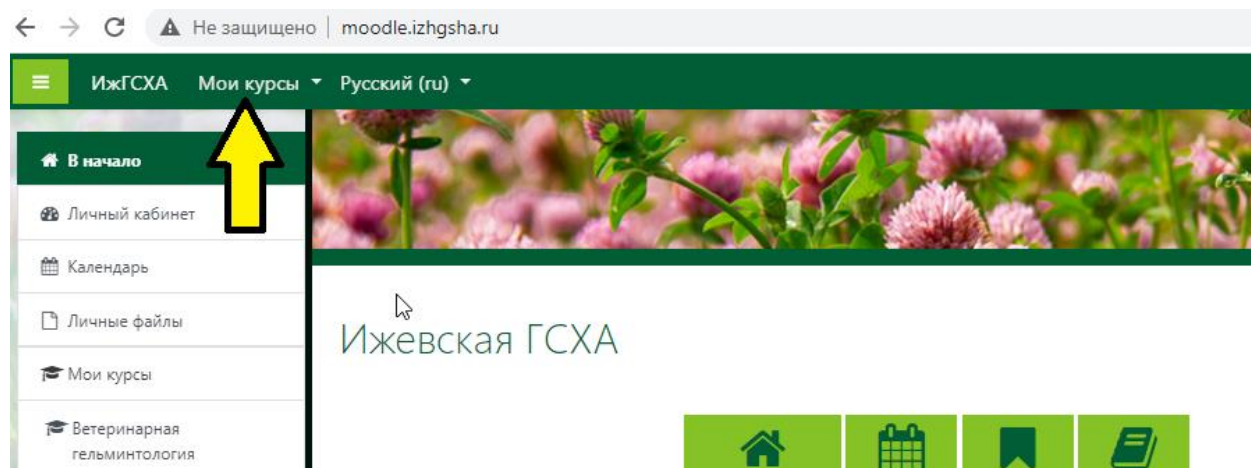 Не защищено | moodle.izhgsha.ru
ИжГСХА Мои курсы Русский (ru)
В начало
Личный кабинет
Календарь
Личные файлы
Мои курсы
Ветеринарная
гельминтология
Ижевская ГСХА